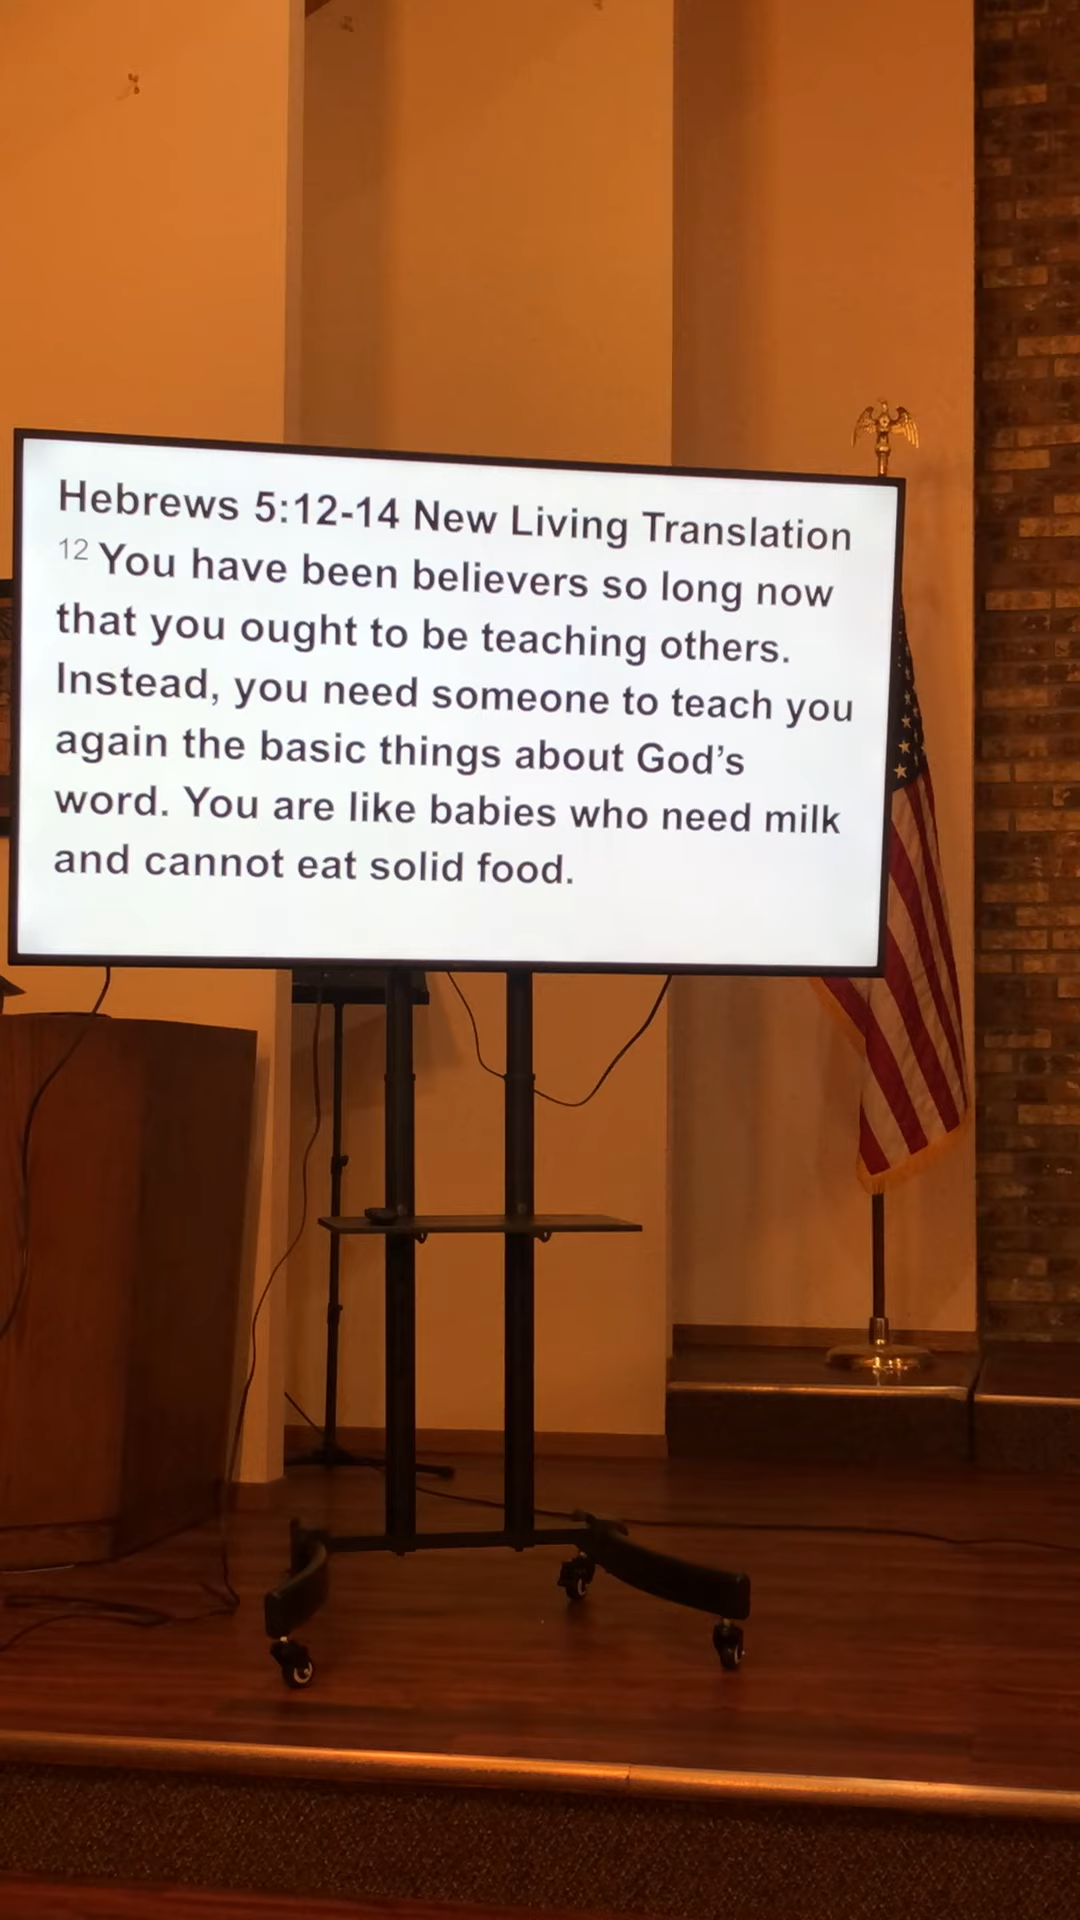 Hebrews 5:12-14 New Living Translation
12 You have been believers so long now
that you ought to be teaching others.
Instead, you need someone to teach you
again the basic things about God’s
word. You are like babies who need milk
and cannot eat solid food.